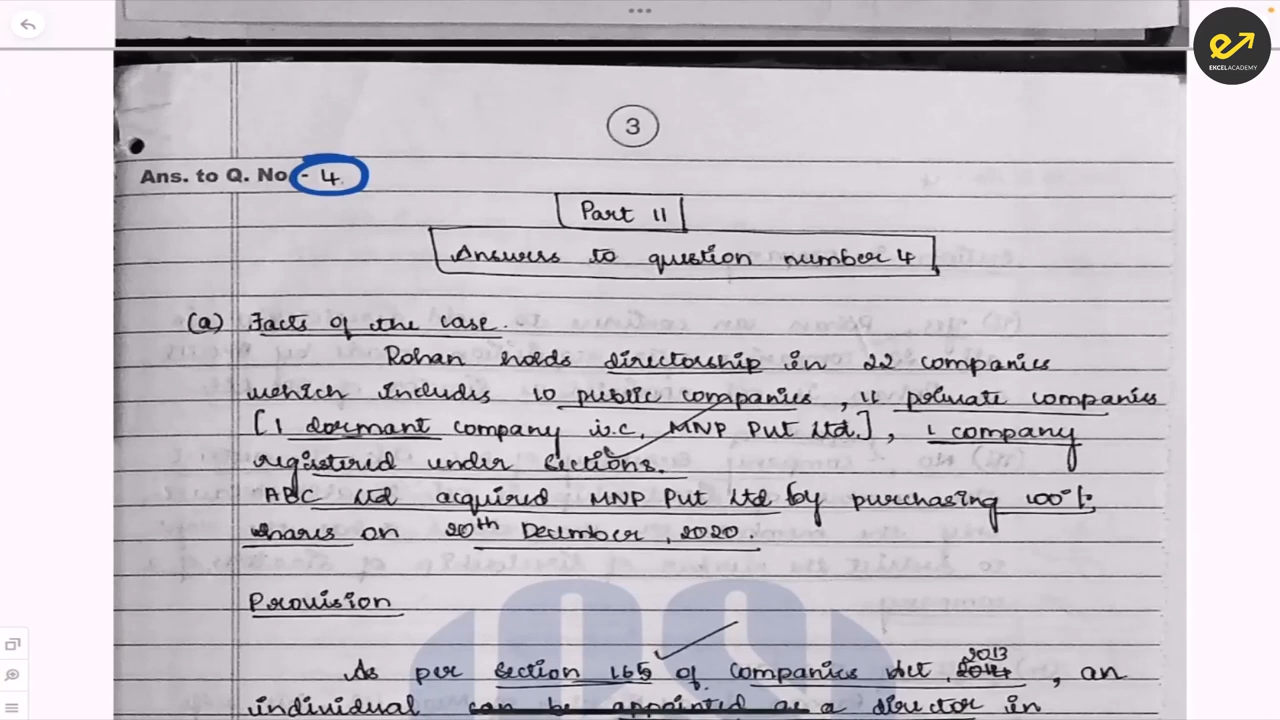 EKCELACADEMY
3
Ans. to Q. No - 4
Part II
Answers to question number 4
(a) Facts of the case.
Rohan holds directorship in 22 companies
which includes 10 public companies, 11 private companies
[1 dormant company i.e, MNP Pvt Ltd.], 1 company
registered under section8.
ABC Ltd acquired MNP Pvt Ltd by purchasing 100%
shares on 20th December, 2020.
Provision
As per section 165 of companies Act, 2013, an
individual can be appointed as a director in